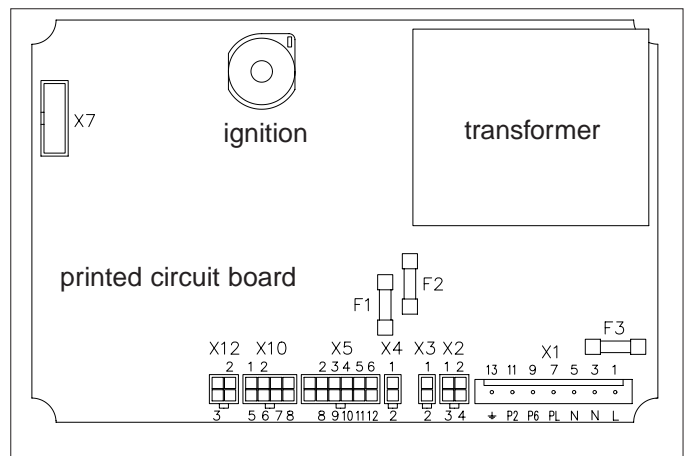 X7
ignition
transformer
printed circuit board
F1
F2
F3
X12 X10 X5 X4 X3 X2 X1
2 1 2 2 3 4 5 6 1 1 1 2 13 11 9 7 5 3 1
3 5 6 7 8 8 9 10 11 12 2 2 3 4 ⏚ P2 P6 PL N N L